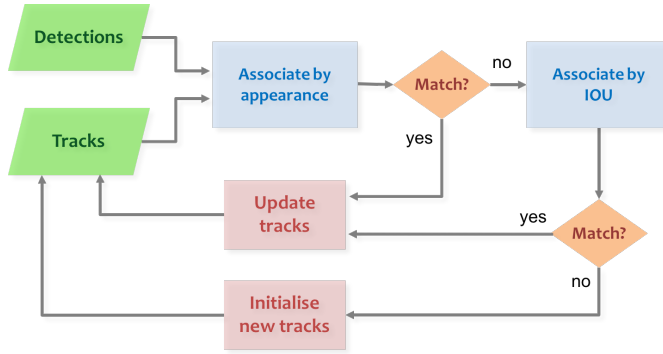 Detections
Associate by
appearance
Match?
no
Associate by
IOU
Tracks
yes
Update
tracks
yes
Match?
no
Initialise
new tracks